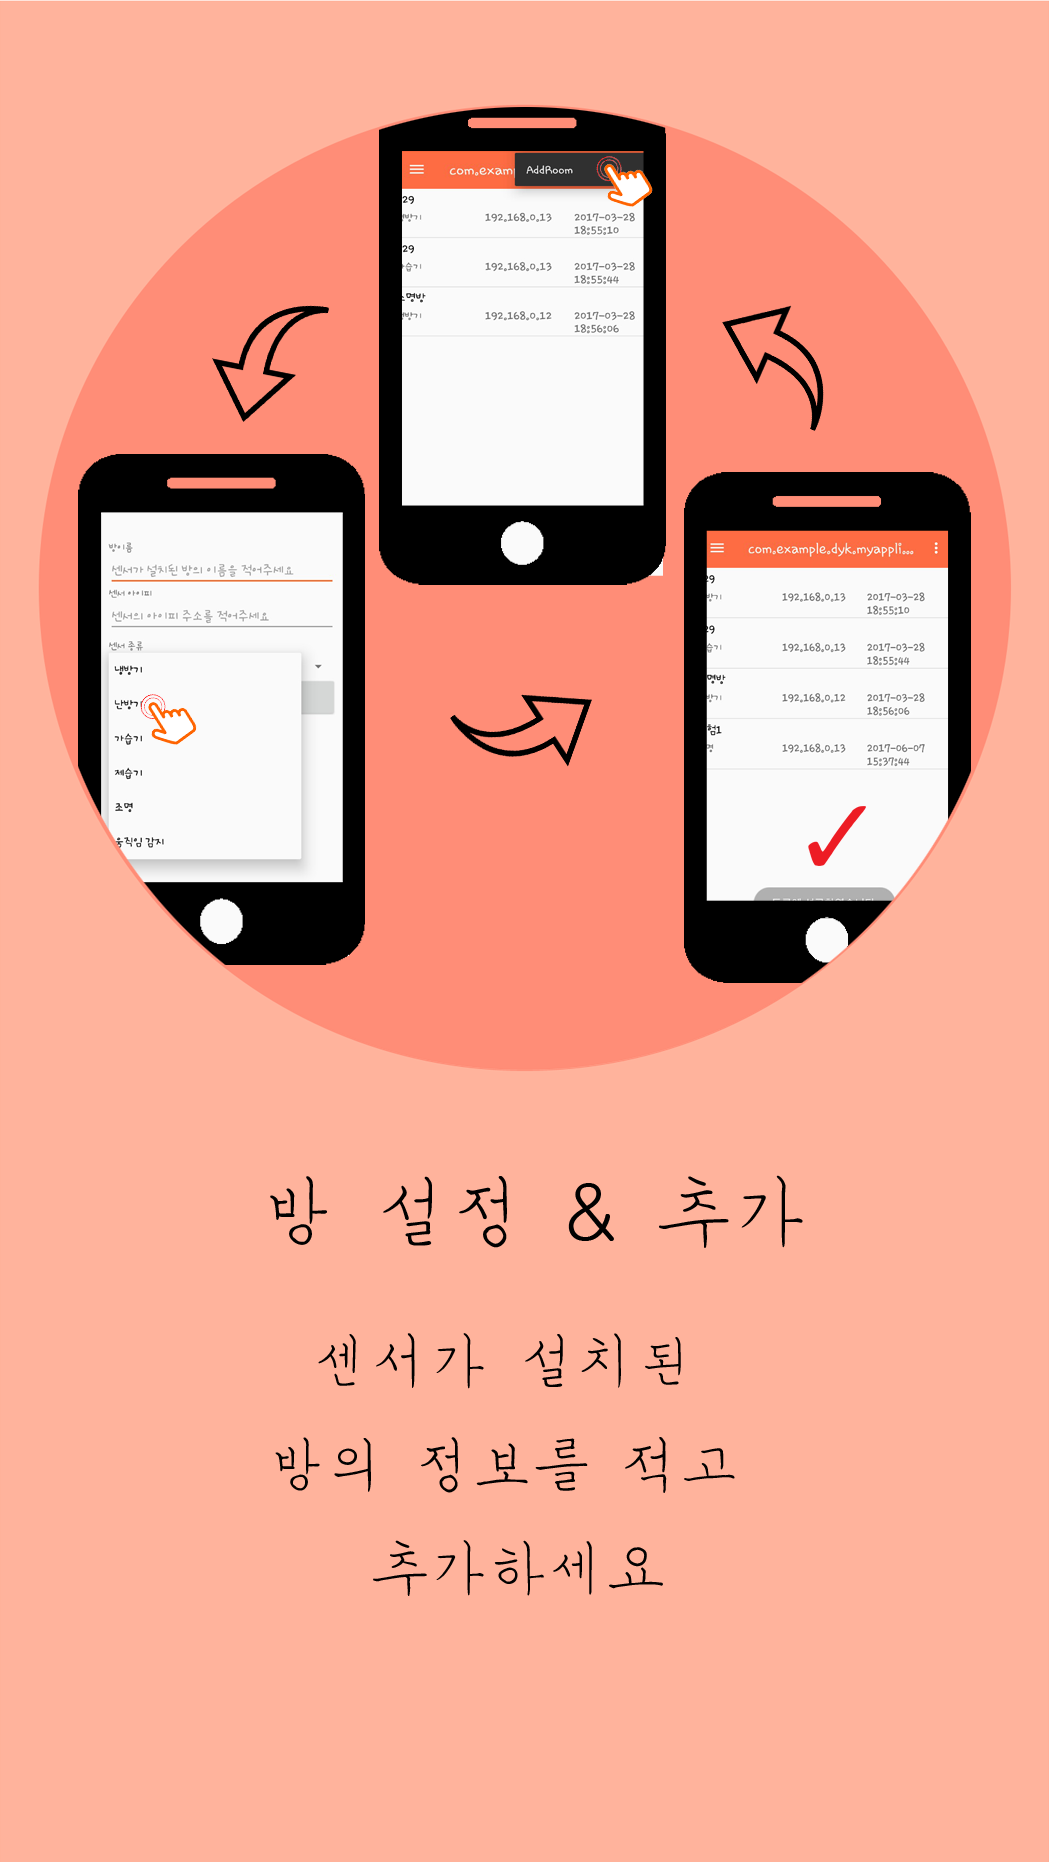 AddRoom
com.exam
29
방기
192.168.0.13
2017-03-28
18:55:10
29
습기
192.168.0.13
2017-03-28
18:55:44
명방
방기
192.168.0.12
2017-03-28
18:56:06
방이름
센서가 설치된 방의 이름을 적어주세요
센서 아이피
센서의 아이피 주소를 적어주세요
센서 종류
냉방기
난방기
가습기
제습기
조명
움직임 감지
com.example.dyk.myappli...
29
방기
192.168.0.13
2017-03-28
18:55:10
29
습기
192.168.0.13
2017-03-28
18:55:44
명방
방기
192.168.0.12
2017-03-28
18:56:06
험1
명
192.168.0.13
2017-06-07
15:37:44
방 설정 & 추가
센서가 설치된
방의 정보를 적고
추가하세요